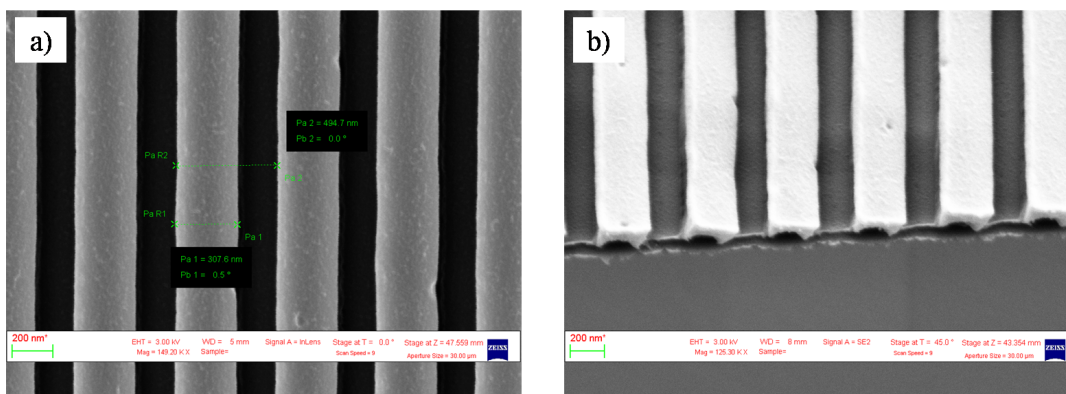 a)
Pa 2 = 494.7 nm
Pb 2 = 0.0 °
Pa R2
Pa R1
Pa 1
Pa 1 = 307.6 nm
Pb 1 = 0.5 °
200 nm*
EHT = 3.00 kV WD = 5 mm Signal A = InLens Stage at T = 0.0 ° Stage at Z = 47.559 mm
Mag = 149.20 K X Sample= Scan Speed = 9 Aperture Size = 30.00 µm
ZEISS
b)
200 nm*
EHT = 3.00 kV WD = 8 mm Signal A = SE2 Stage at T = 45.0 ° Stage at Z = 43.354 mm
Mag = 125.30 K X Sample= Scan Speed = 9 Aperture Size = 30.00 µm
ZEISS